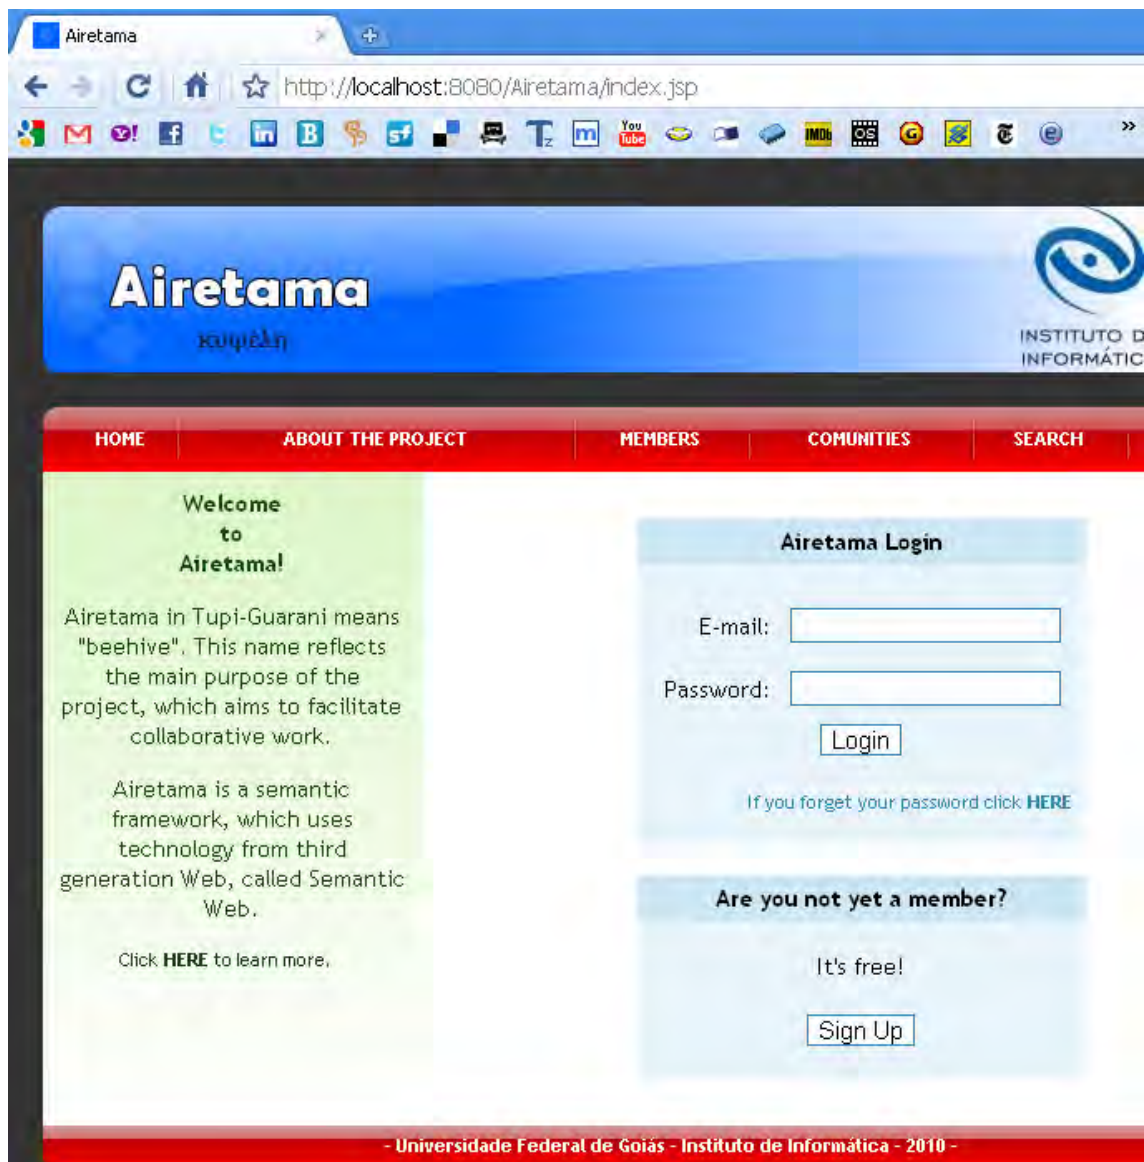 Airetama
http://localhost:8080/Airetama/index.jsp
You
Tube
IMDb
OS
Airetama
κυψέλη
INSTITUTO D
INFORMÁTIC
HOME
ABOUT THE PROJECT
MEMBERS
COMUNITIES
SEARCH
Welcome
to
Airetama!
Airetama in Tupi-Guarani means
"beehive". This name reflects
the main purpose of the
project, which aims to facilitate
collaborative work.
Airetama is a semantic
framework, which uses
technology from third
generation Web, called Semantic
Web.
Click HERE to learn more.
Airetama Login
E-mail:
Password:
Login
If you forget your password click HERE
Are you not yet a member?
It's free!
Sign Up
- Universidade Federal de Goiás - Instituto de Informática - 2010 -